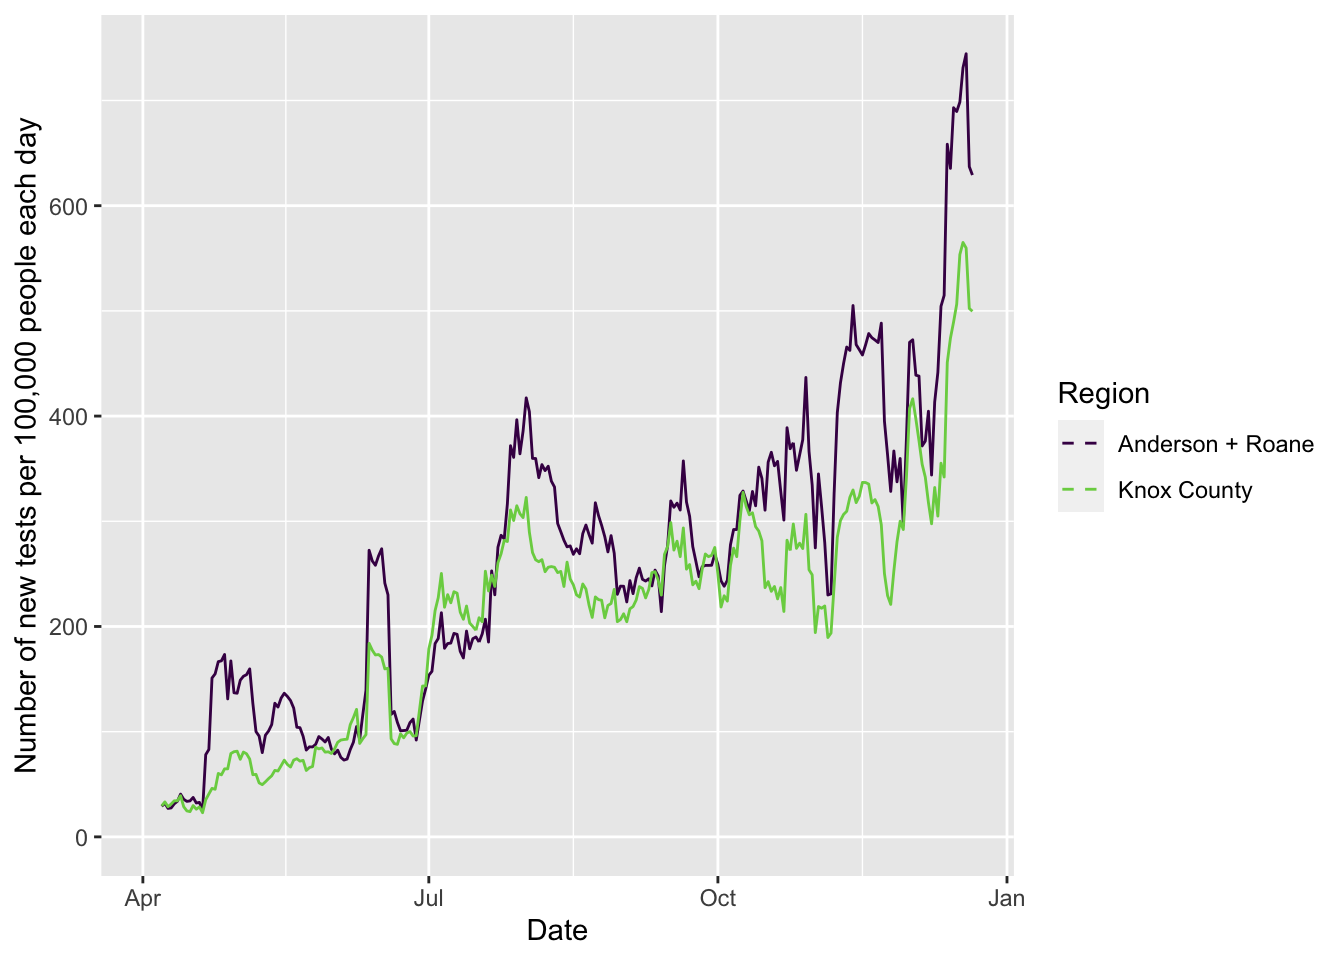 Number of new tests per 100,000 people each day
600
400
200
0
Apr
Jul
Oct
Jan
Date
Region
Anderson + Roane
Knox County